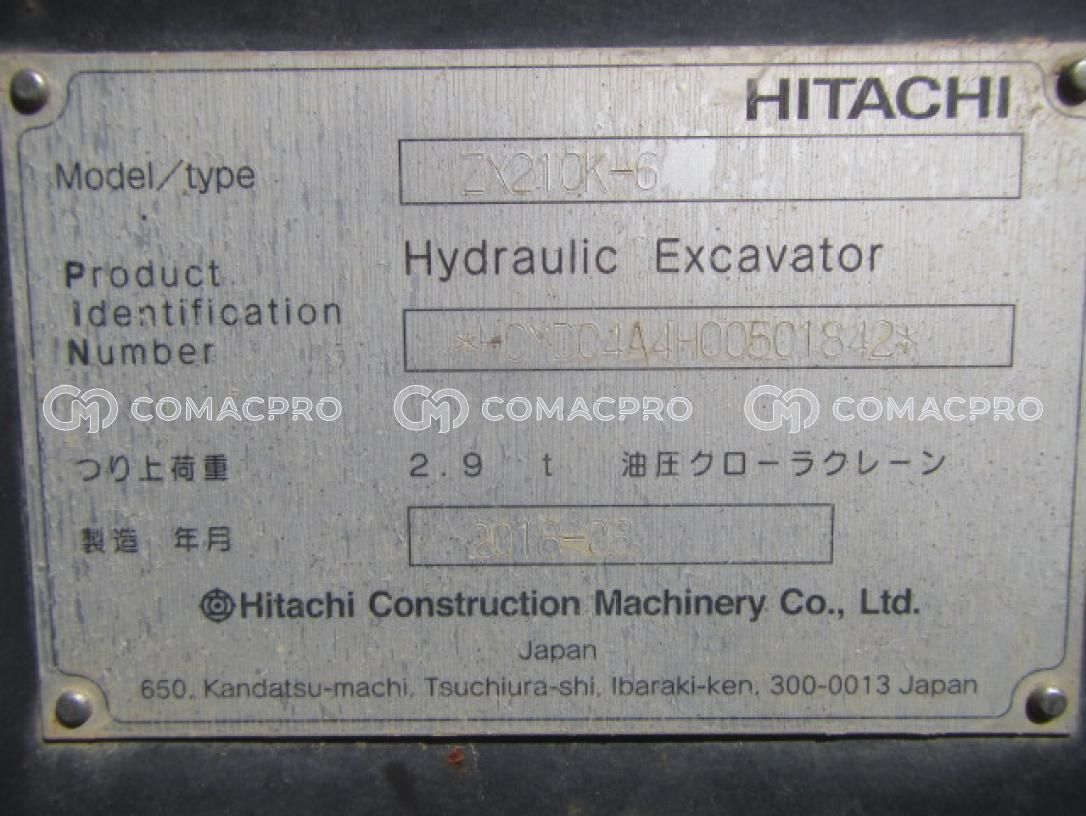 HITACHI
Model/type ZX210K-6
Hydraulic Excavator
Product
Identification
Number
*HCMDC4A4H00501842*
COMACPRO COMACPRO COMACPRO
つり上荷重 2.9 t 油圧クローラクレーン
製造 年月
Hitachi Construction Machinery Co., Ltd.
Japan
650, Kandatsu-machi, Tsuchiura-shi, Ibaraki-ken, 300-0013 Japan